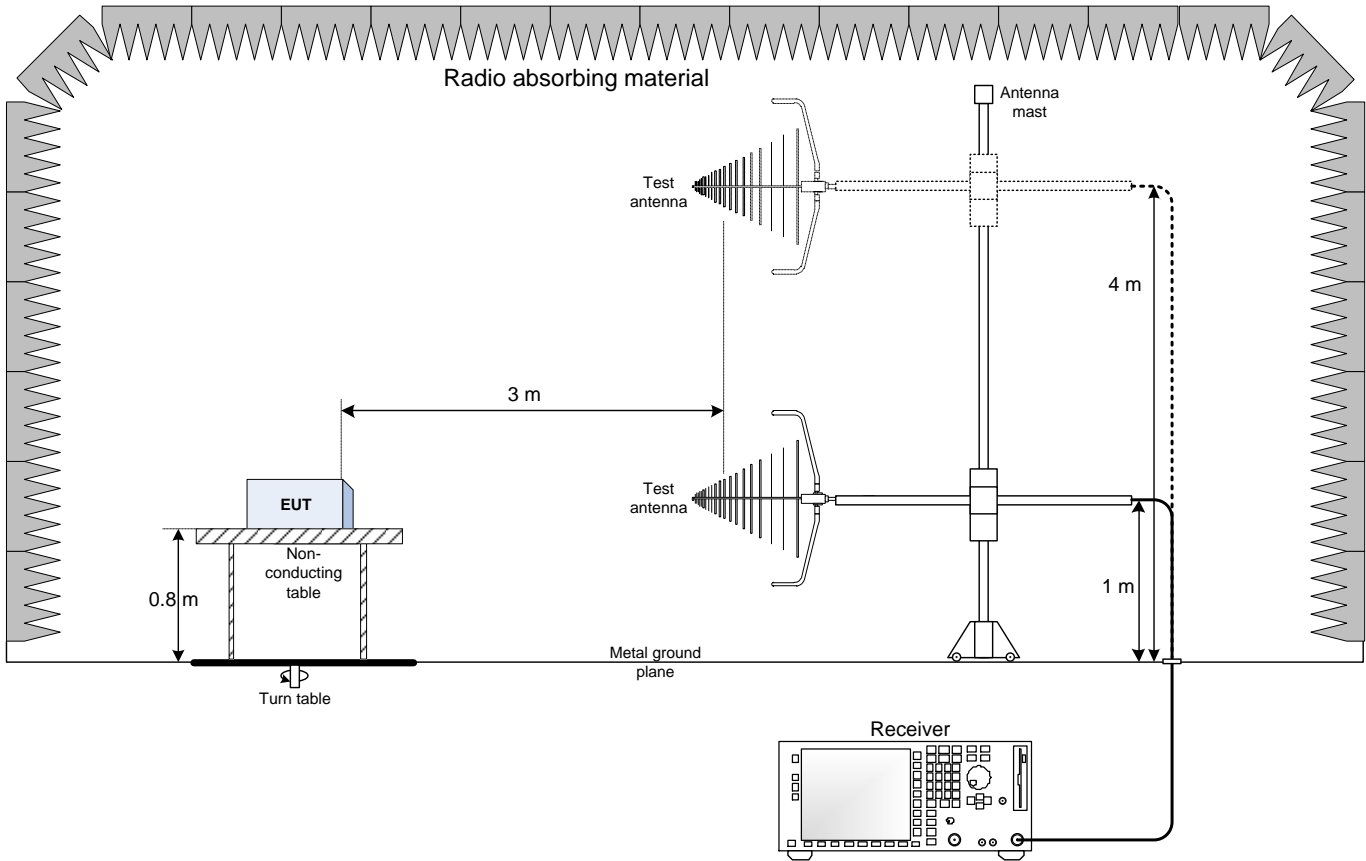 Radio absorbing material
Antenna
mast
Test
antenna
4 m
3 m
Test
antenna
EUT
Non-
conducting
table
0.8 m
1 m
Metal ground
plane
Turn table
Receiver